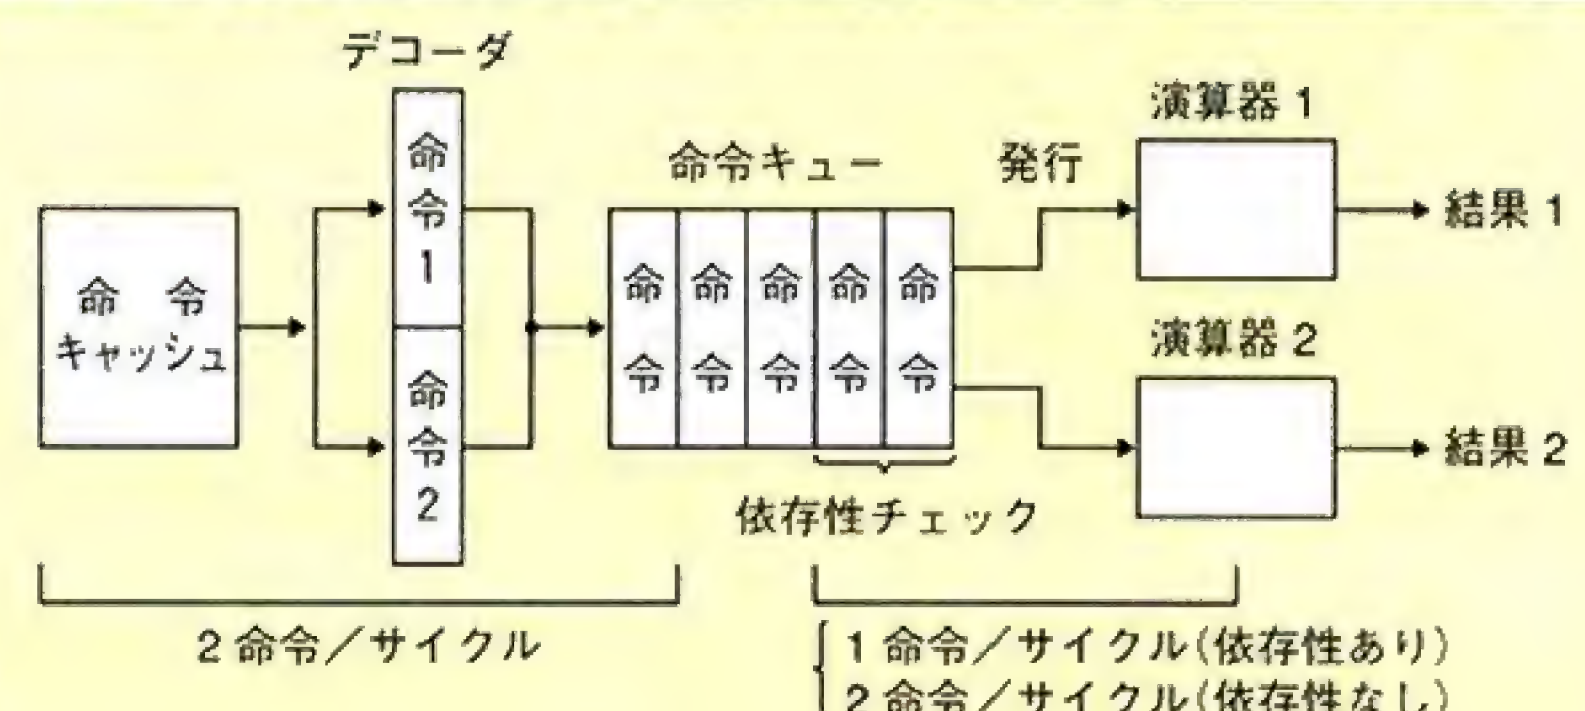 デコーダ
命令1
命令2
命令
キャッシュ
命令キュー
命令
命令
命令
命令
命令
依存性チェック
発行
演算器1
結果1
演算器2
結果2
2命令/サイクル
1命令/サイクル(依存性あり)
2命令/サイクル(依存性なし)